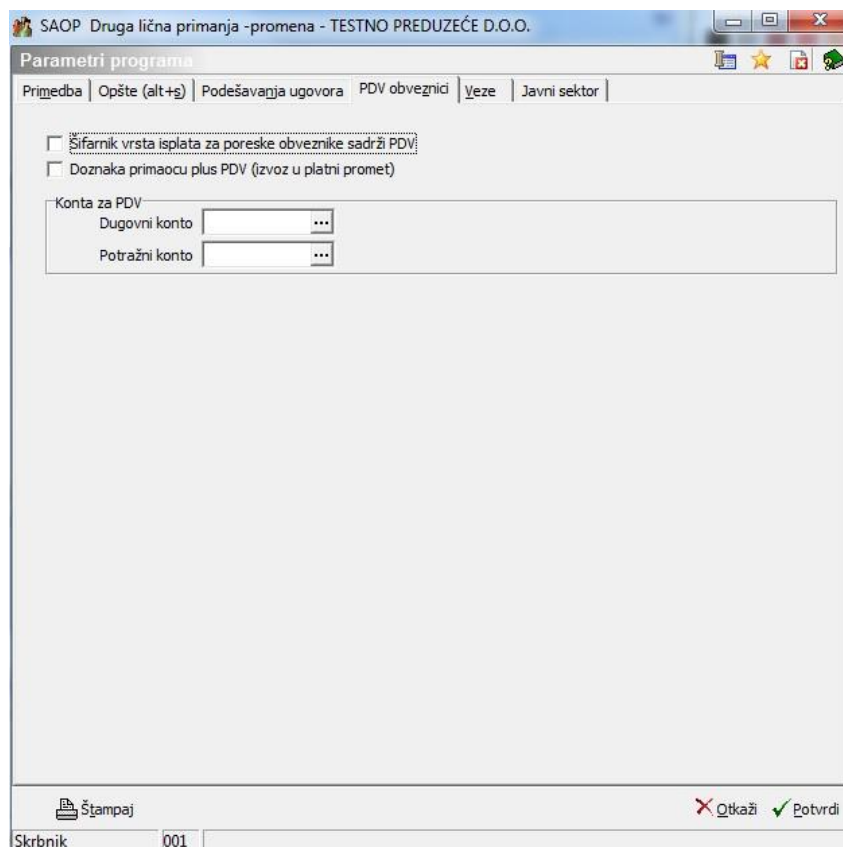 SAOP Druga lična primanja -promena - TESTNO PREDUZEĆE D.O.O.
Parametri programa
Primedba Opšte (alt+s) Podešavanja ugovora PDV obveznici Veze Javni sektor
Šifarnik vrsta isplata za poreske obveznike sadrži PDV
Doznaka primaocu plus PDV (izvoz u platni promet)
Konta za PDV
Dugovni konto ...
Potražni konto ...
Štampaj Otkaži Potvrdi
Skrbnik 001